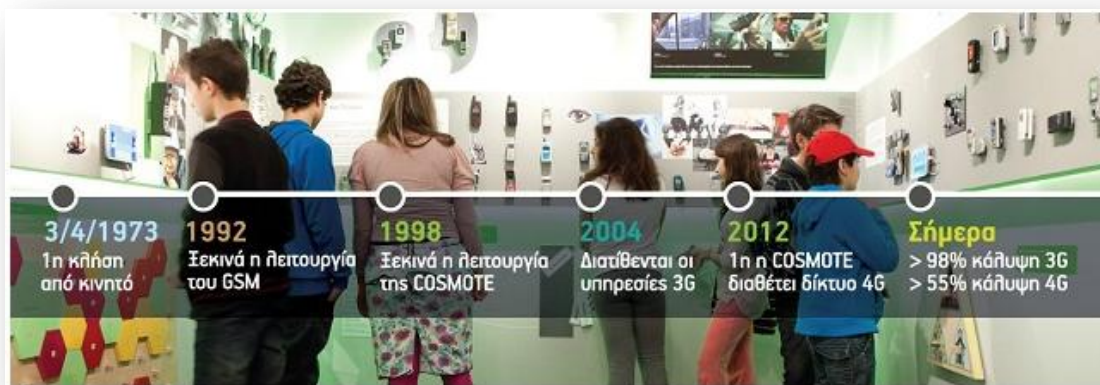 3/4/1973
1η κλήση
από κινητό
1992
Ξεκινά η λειτουργία
του GSM
1998
Ξεκινά η λειτουργία
της COSMOTE
2004
Διατίθενται οι
υπηρεσίες 3G
2012
1η η COSMOTE
διαθέτει δίκτυο 4G
Σήμερα
> 98% κάλυψη 3G
> 55% κάλυψη 4G